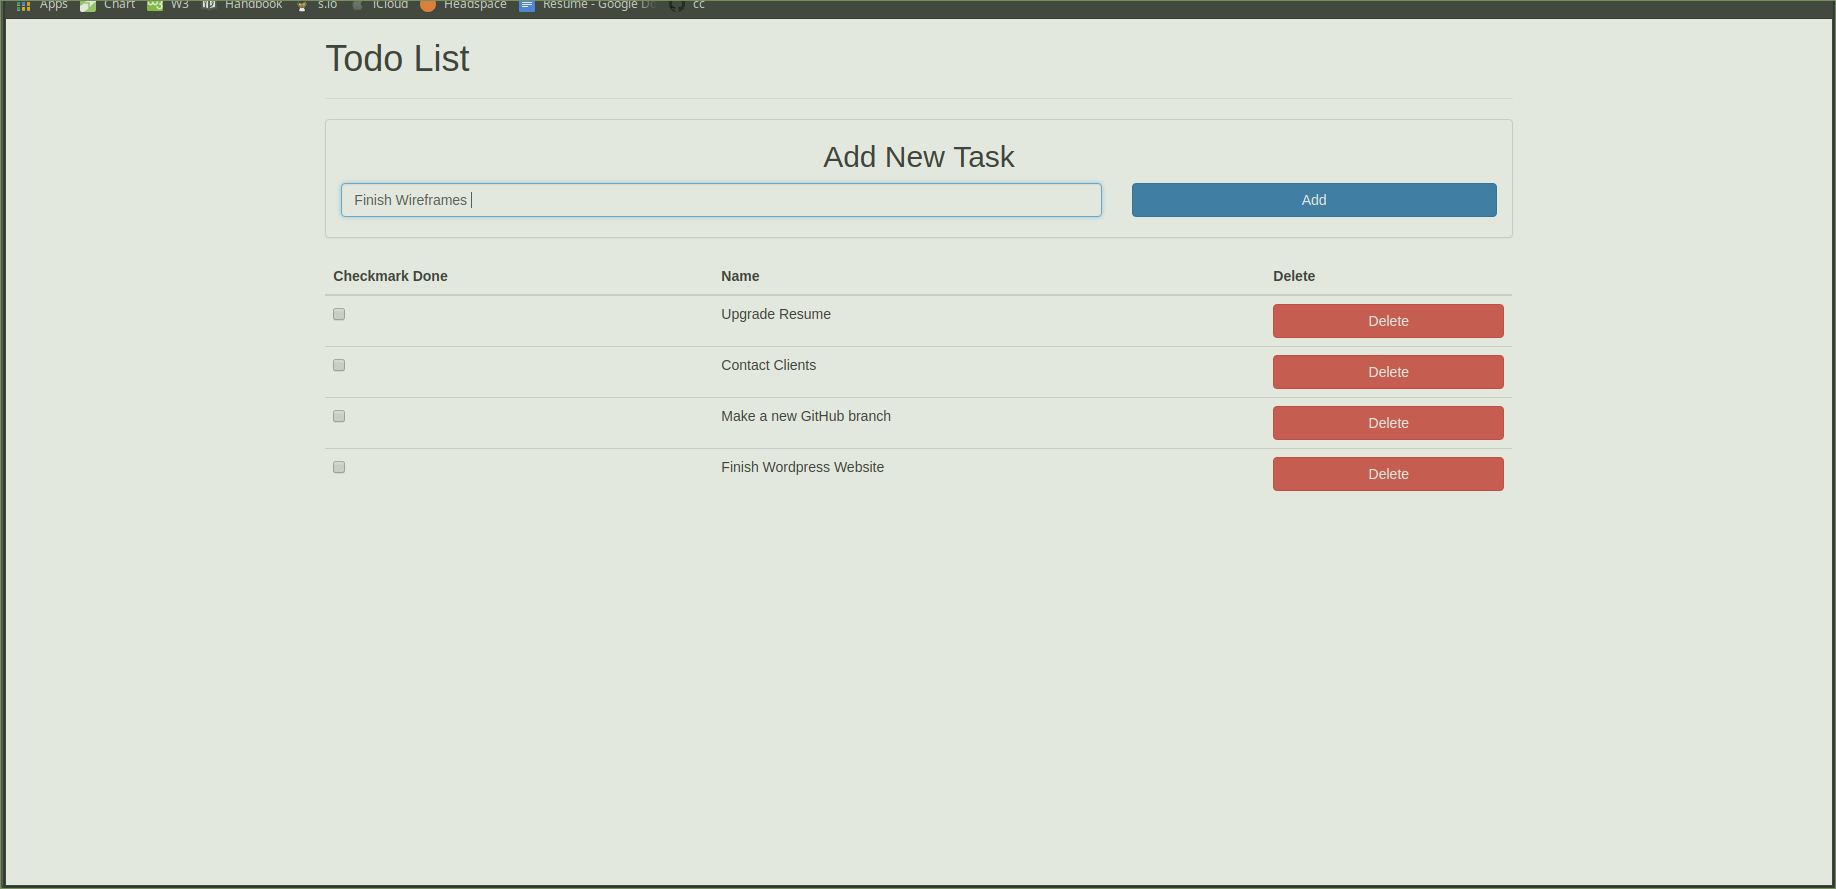 Apps Chart W3 Handbook s.io iCloud Headspace Resume - Google Do cc
Todo List
Add New Task
Finish Wireframes
Add
Checkmark Done Name Delete
Upgrade Resume Delete
Contact Clients Delete
Make a new GitHub branch Delete
Finish Wordpress Website Delete